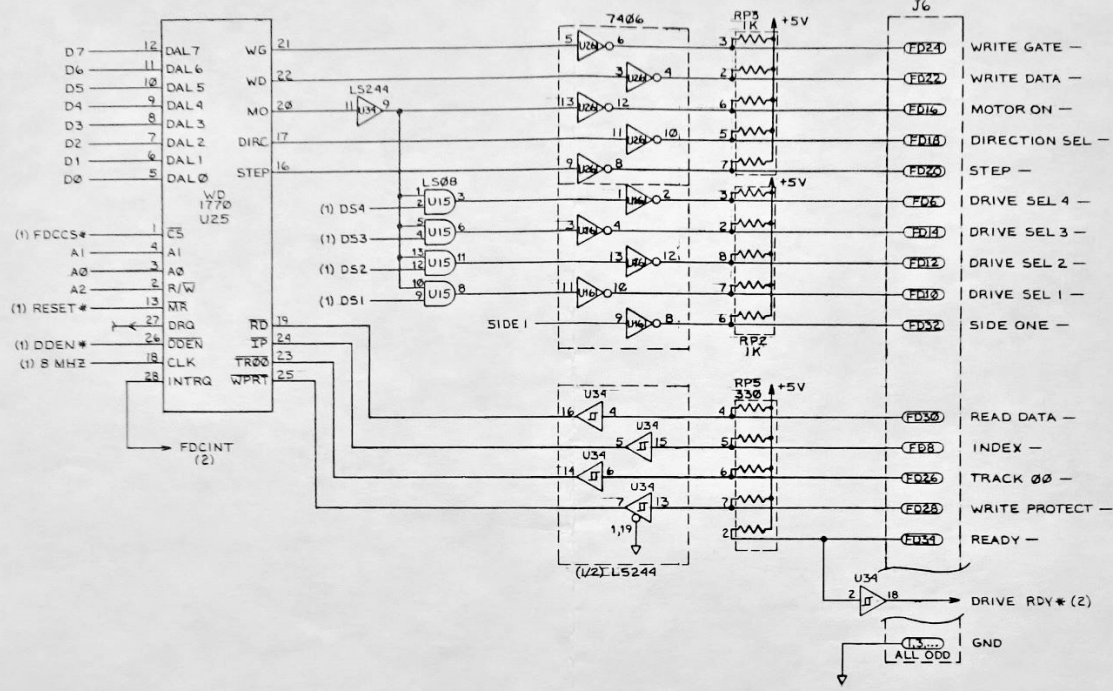 J6
7406
RP3
1K
+5V
D7 12 DAL7 WG 21 5 U26 6 3 FD24 WRITE GATE –
D6 11 DAL6 WD 22 3 U26 4 2 FD22 WRITE DATA –
LS244
D5 10 DAL5 MO 20 11 U34 9 13 U26 12 6 FD16 MOTOR ON –
D4 9 DAL4
D3 8 DAL3 DIRC 17 11 U26 10 5 FD18 DIRECTION SEL –
D2 7 DAL2
D1 6 DAL1 STEP 16 9 U26 8 7 FD20 STEP –
D0 5 DAL0
+5V
LS08
WD
1770
U25
(1) DS4 1 2 U15 3 1 U16 2 3 FD6 DRIVE SEL 4
(1) DS3 5 4 U15 6 3 4 2 FD14 DRIVE SEL 3
(1) DS2 13 12 U15 11 13 12 8 FD12 DRIVE SEL 2
(1) DS1 10 9 U15 8 11 U16 10 7 FD10 DRIVE SEL 1 –
SIDE 1 9 U16 8 6 FD32 SIDE ONE –
RP2
1K
(1) FDCCS* 1 CS
A1 4 A1
A0 3 A0
A2 2 R/W
(1) RESET* 13 MR
27 DRQ RD 19
(1) DDEN* 26 DDEN IP 24
(1) 8 MHZ 18 CLK TR00 23
28 INTRQ WPRT 25
FDCINT
(2)
RP5
330
+5V
U34
16 4 4 FD30 READ DATA –
U34
5 15 5 FD8 INDEX –
U34
14 6 6 FD26 TRACK 00 –
U34
7 13 7 FD28 WRITE PROTECT –
1,19
2 FD34 READY –
(1/2) LS244
U34
2 18 DRIVE RDY* (2)
1,3,... GND
ALL ODD